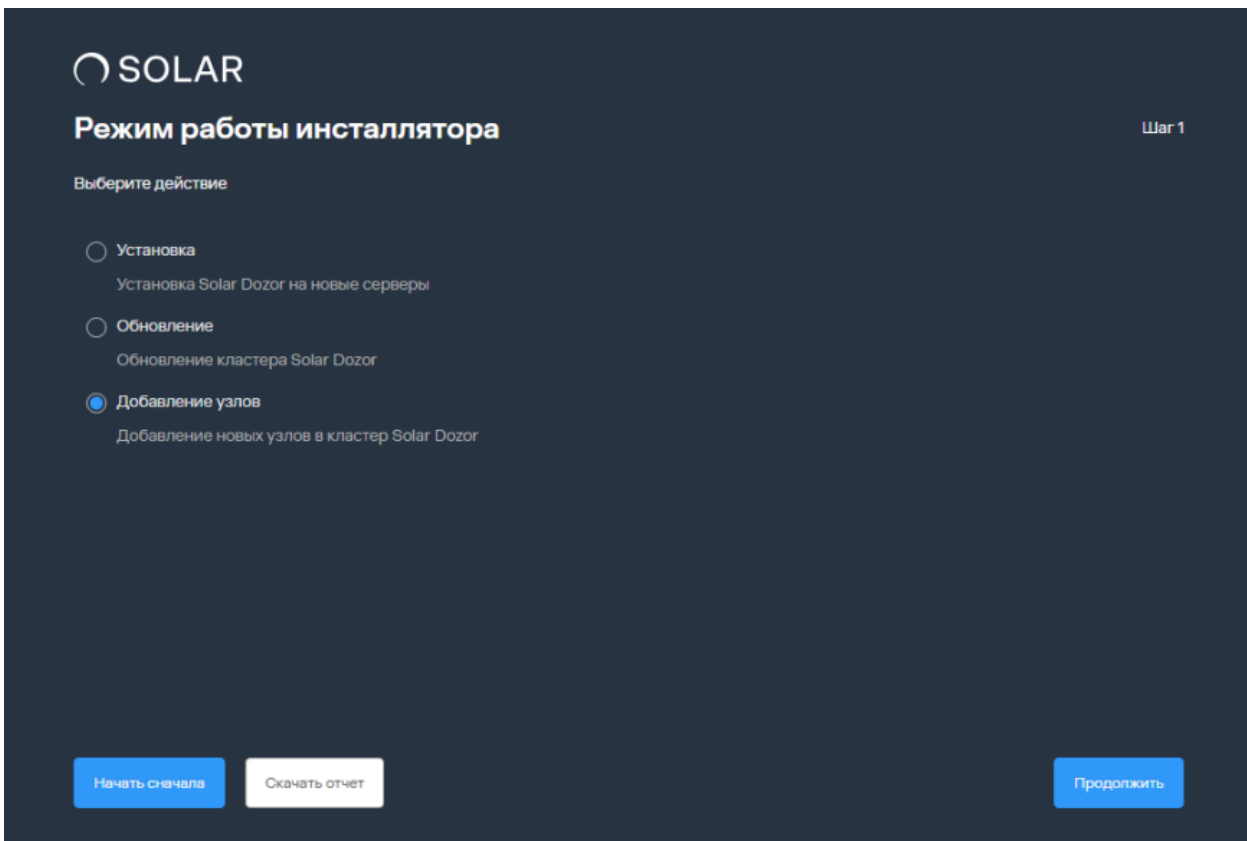 SOLAR
Режим работы инсталлятора
Шаг 1
Выберите действие
Установка
Установка Solar Dozor на новые серверы
Обновление
Обновление кластера Solar Dozor
Добавление узлов
Добавление новых узлов в кластер Solar Dozor
Начать сначала
Скачать отчет
Продолжить